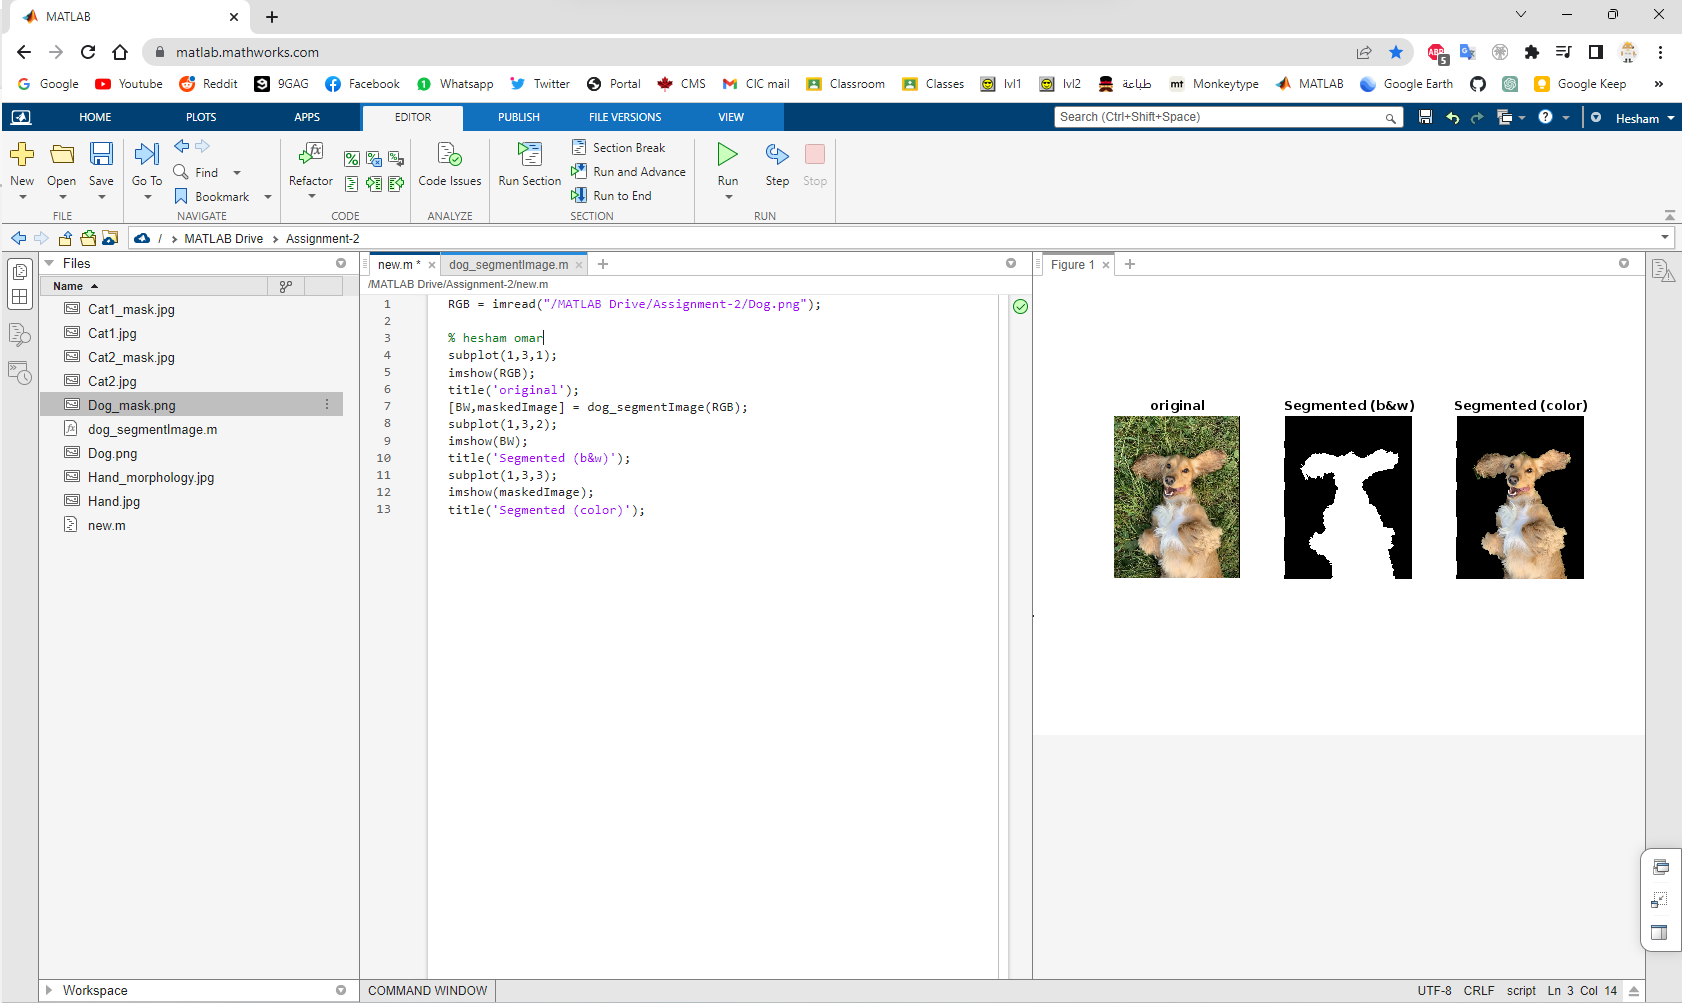 MATLAB
matlab.mathworks.com
ABP 5
Google Youtube Reddit 9GAG Facebook Whatsapp Twitter Portal CMS CIC mail Classroom Classes lvl1 lvl2 طباعة mt Monkeytype MATLAB Google Earth Google Keep »
HOME PLOTS APPS EDITOR PUBLISH FILE VERSIONS VIEW Search (Ctrl+Shift+Space) Hesham
New Open Save Go To Find Bookmark Refactor Code Issues Run Section Section Break Run and Advance Run to End Run Step Stop
FILE NAVIGATE CODE ANALYZE SECTION RUN
/ MATLAB Drive Assignment-2
Files
Name
Cat1_mask.jpg
Cat1.jpg
Cat2_mask.jpg
Cat2.jpg
Dog_mask.png
dog_segmentImage.m
Dog.png
Hand_morphology.jpg
Hand.jpg
new.m
Workspace
new.m * dog_segmentImage.m
/MATLAB Drive/Assignment-2/new.m
1 RGB = imread("/MATLAB Drive/Assignment-2/Dog.png");
2
3 % hesham omar
4 subplot(1,3,1);
5 imshow(RGB);
6 title('original');
7 [BW,maskedImage] = dog_segmentImage(RGB);
8 subplot(1,3,2);
9 imshow(BW);
10 title('Segmented (b&w)');
11 subplot(1,3,3);
12 imshow(maskedImage);
13 title('Segmented (color)');
Figure 1
original Segmented (b&w) Segmented (color)
COMMAND WINDOW
UTF-8 CRLF script Ln 3 Col 14